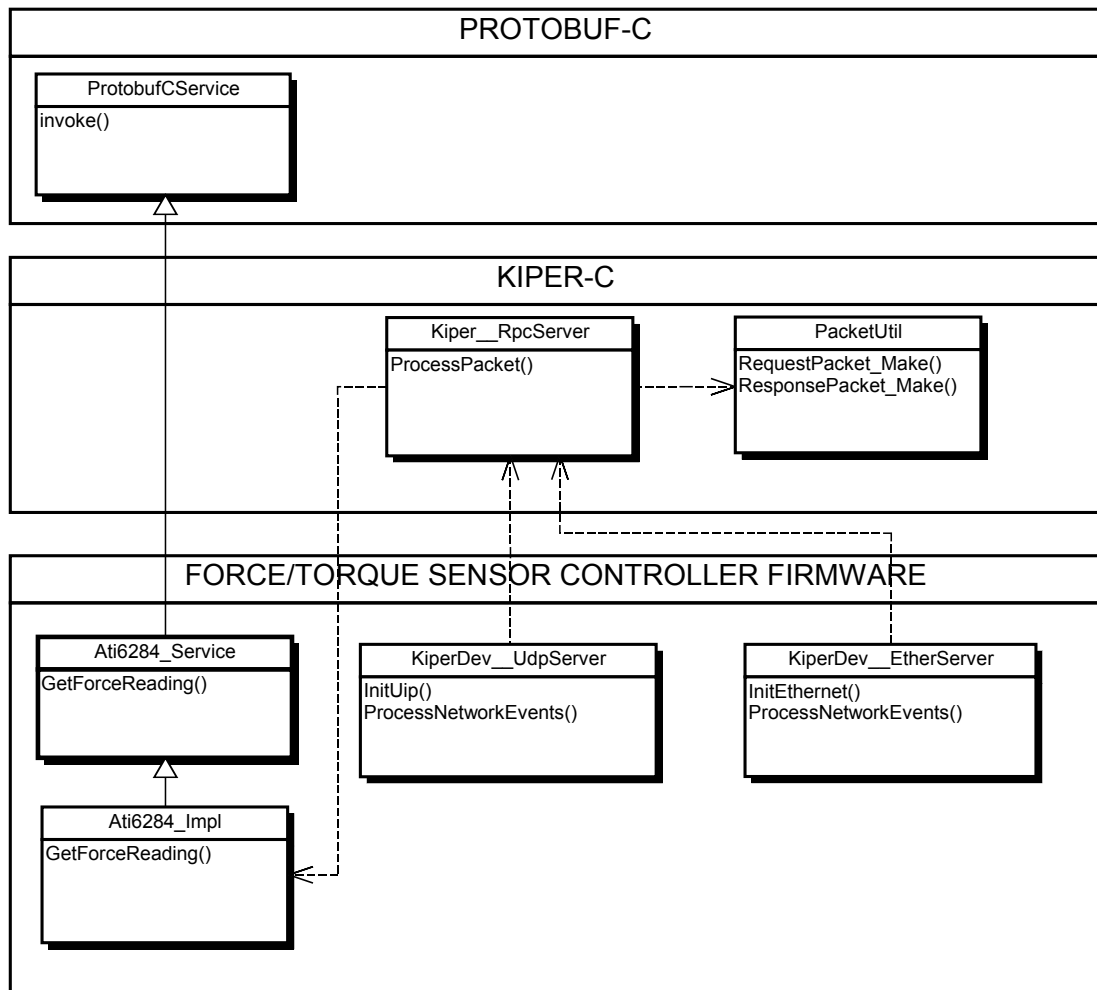 PROTOBUF-C
ProtobufCService
invoke()
KIPER-C
Kiper__RpcServer
ProcessPacket()
PacketUtil
RequestPacket_Make()
ResponsePacket_Make()
FORCE/TORQUE SENSOR CONTROLLER FIRMWARE
Ati6284_Service
GetForceReading()
KiperDev__UdpServer
InitUip()
ProcessNetworkEvents()
KiperDev__EtherServer
InitEthernet()
ProcessNetworkEvents()
Ati6284_Impl
GetForceReading()